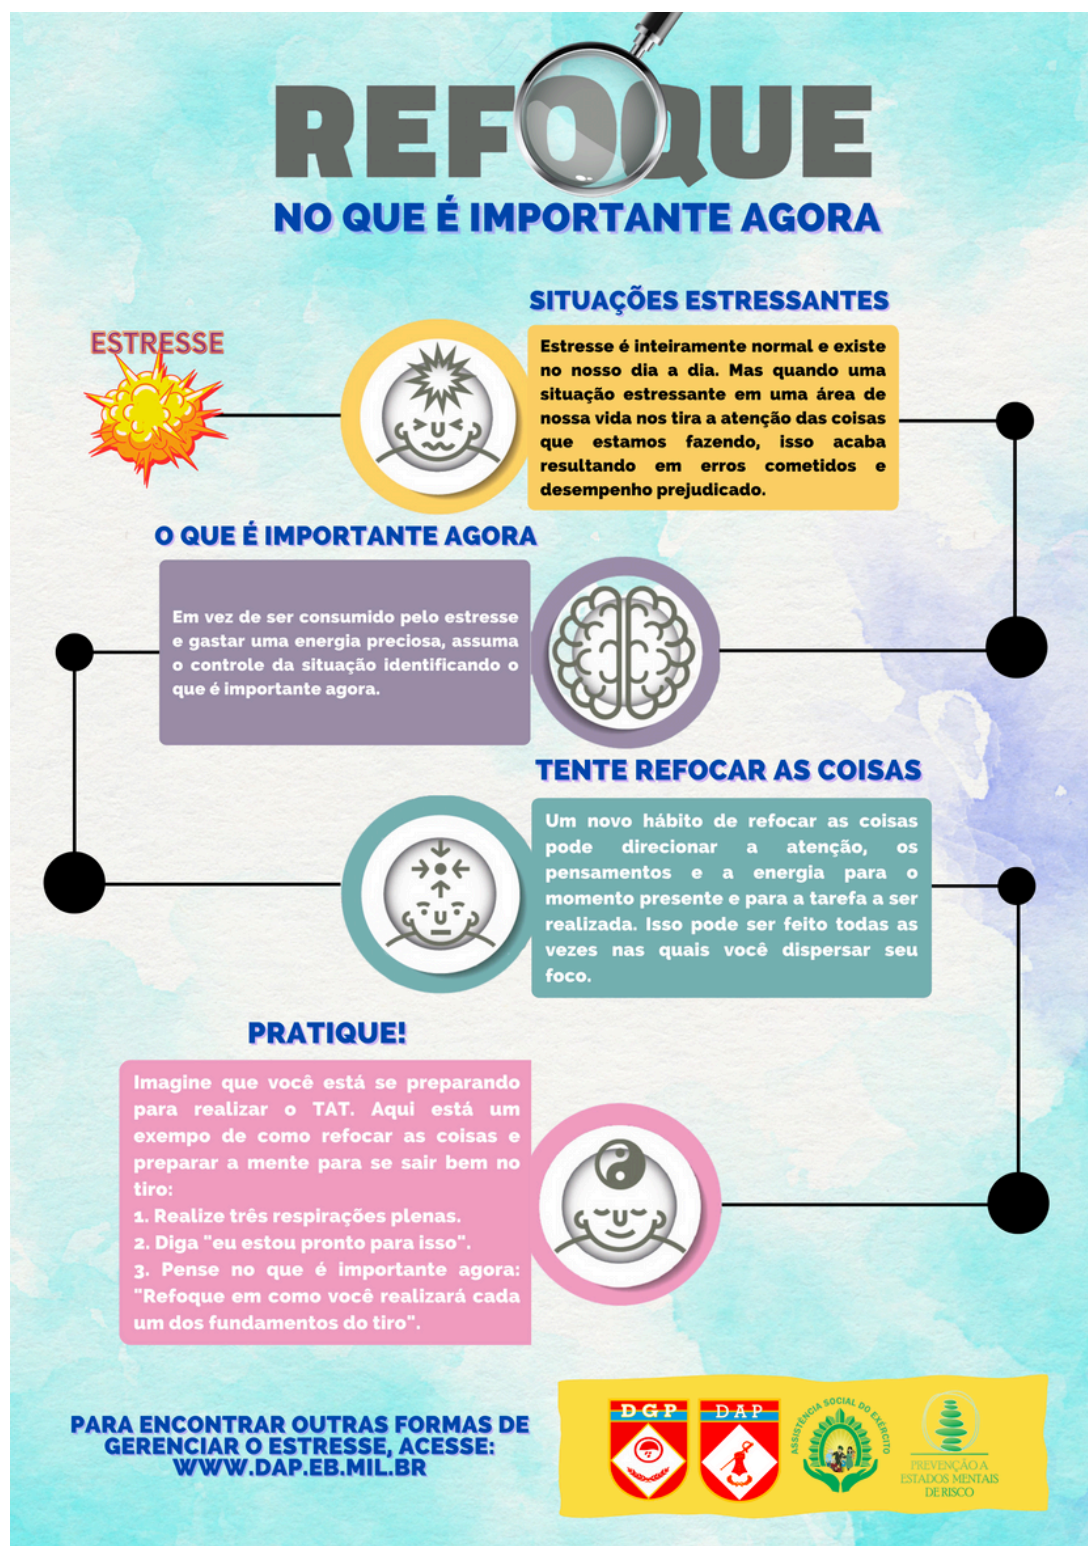 REFOQUE
NO QUE É IMPORTANTE AGORA
SITUAÇÕES ESTRESSANTES
ESTRESSE
Estresse é inteiramente normal e existe
no nosso dia a dia. Mas quando uma
situação estressante em uma área de
nossa vida nos tira a atenção das coisas
que estamos fazendo, isso acaba
resultando em erros cometidos e
desempenho prejudicado.
O QUE É IMPORTANTE AGORA
Em vez de ser consumido pelo estresse
e gastar uma energia preciosa, assuma
o controle da situação identificando o
que é importante agora.
TENTE REFOCAR AS COISAS
Um novo hábito de refocar as coisas
pode direcionar a atenção, os
pensamentos e a energia para o
momento presente e para a tarefa a ser
realizada. Isso pode ser feito todas as
vezes nas quais você dispersar seu
foco.
PRATIQUE!
Imagine que você está se preparando
para realizar o TAT. Aqui está um
exempo de como refocar as coisas e
preparar a mente para se sair bem no
tiro:
1. Realize três respirações plenas.
2. Diga "eu estou pronto para isso".
3. Pense no que é importante agora:
"Refoque em como você realizará cada
um dos fundamentos do tiro".
PARA ENCONTRAR OUTRAS FORMAS DE
GERENCIAR O ESTRESSE, ACESSE:
WWW.DAP.EB.MIL.BR
DGP
DAP
ASSISTÊNCIA SOCIAL DO EXÉRCITO
PREVENÇÃO A
ESTADOS MENTAIS
DE RISCO